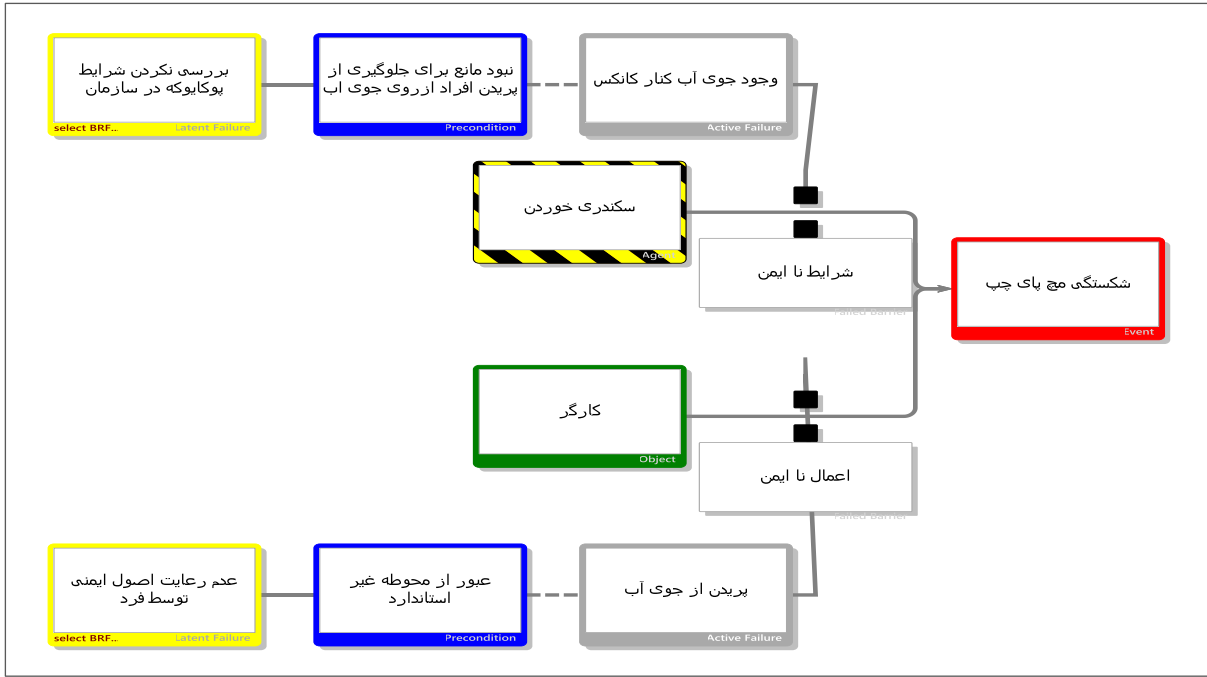 بررسی نکردن شرایط
پوکایوکه در سازمان
select BRF...
Latent Failure
نبود مانع برای جلوگیری از
پریدن افراد ازروی جوی اب
Precondition
وجود جوی آب کنار کانکس
Active Failure
سکندری خوردن
Agent
شرایط نا ایمن
Failed Barrier
شکستگی مچ پای چپ
Event
کارگر
Object
اعمال نا ایمن
Failed Barrier
عدم رعایت اصول ایمنی
توسط فرد
select BRF...
Latent Failure
عبور از محوطه غیر
استاندارد
Precondition
پریدن از جوی آب
Active Failure